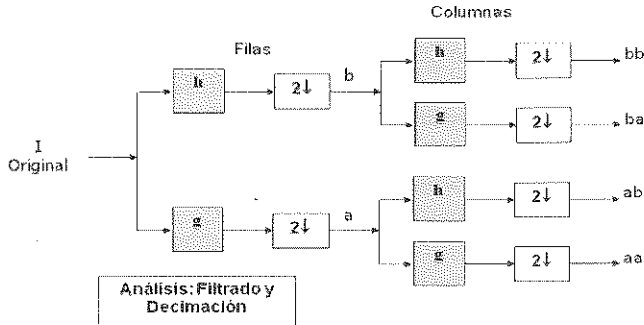 Columnas
Filas
h 2↓ bb
h 2↓ b
g 2↓ ba
I
Original
h 2↓ ab
g 2↓ a
g 2↓ aa
Análisis: Filtrado y
Decimación